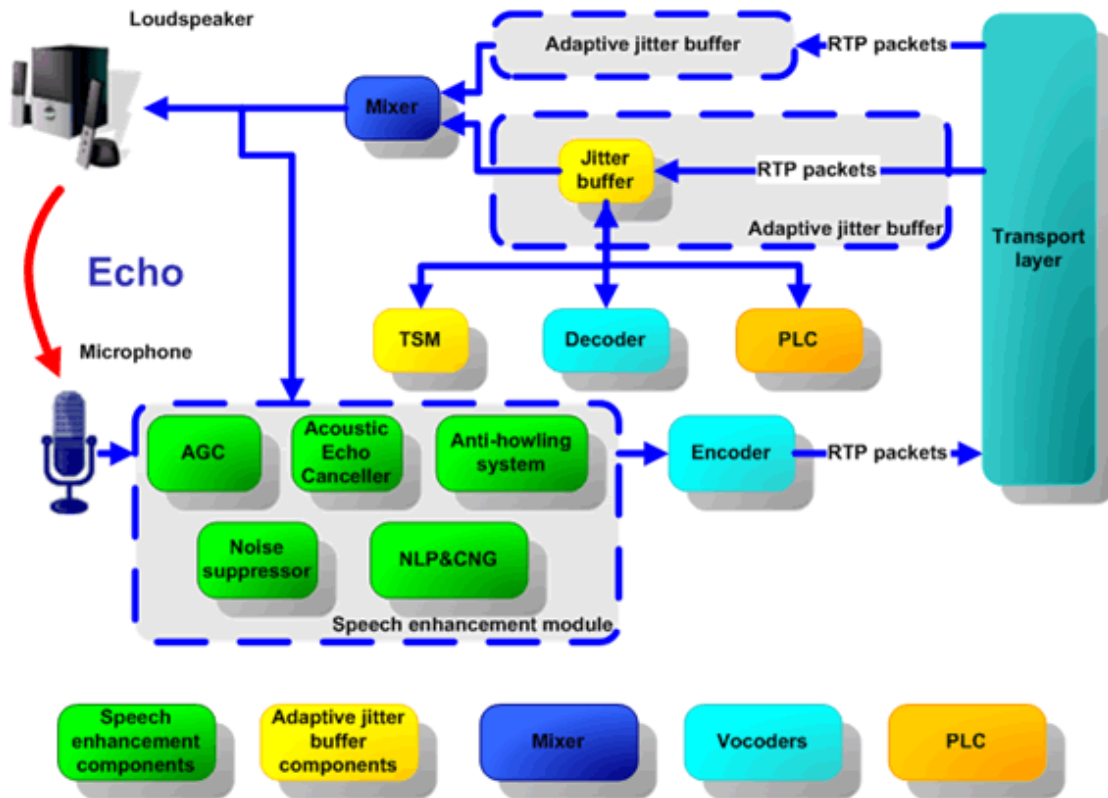 Loudspeaker
Adaptive jitter buffer
RTP packets
Mixer
Jitter
buffer
RTP packets
Adaptive jitter buffer
Transport
layer
Echo
TSM
Decoder
PLC
Microphone
AGC
Acoustic
Echo
Canceller
Anti-howling
system
Encoder
RTP packets
Noise
suppressor
NLP&CNG
Speech enhancement module
Speech
enhancement
components
Adaptive jitter
buffer
components
Mixer
Vocoders
PLC